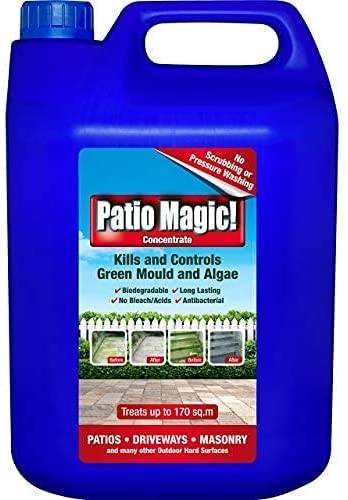 No
Scrubbing or
Pressure Washing
Patio Magic!
Concentrate
Kills and Controls
Green Mould and Algae
✓ Biodegradable ✓ Long Lasting
✓ No Bleach/Acids ✓ Antibacterial
Before After Before After
Treats up to 170 sq.m
PATIOS • DRIVEWAYS • MASONRY
and many other Outdoor Hard Surfaces